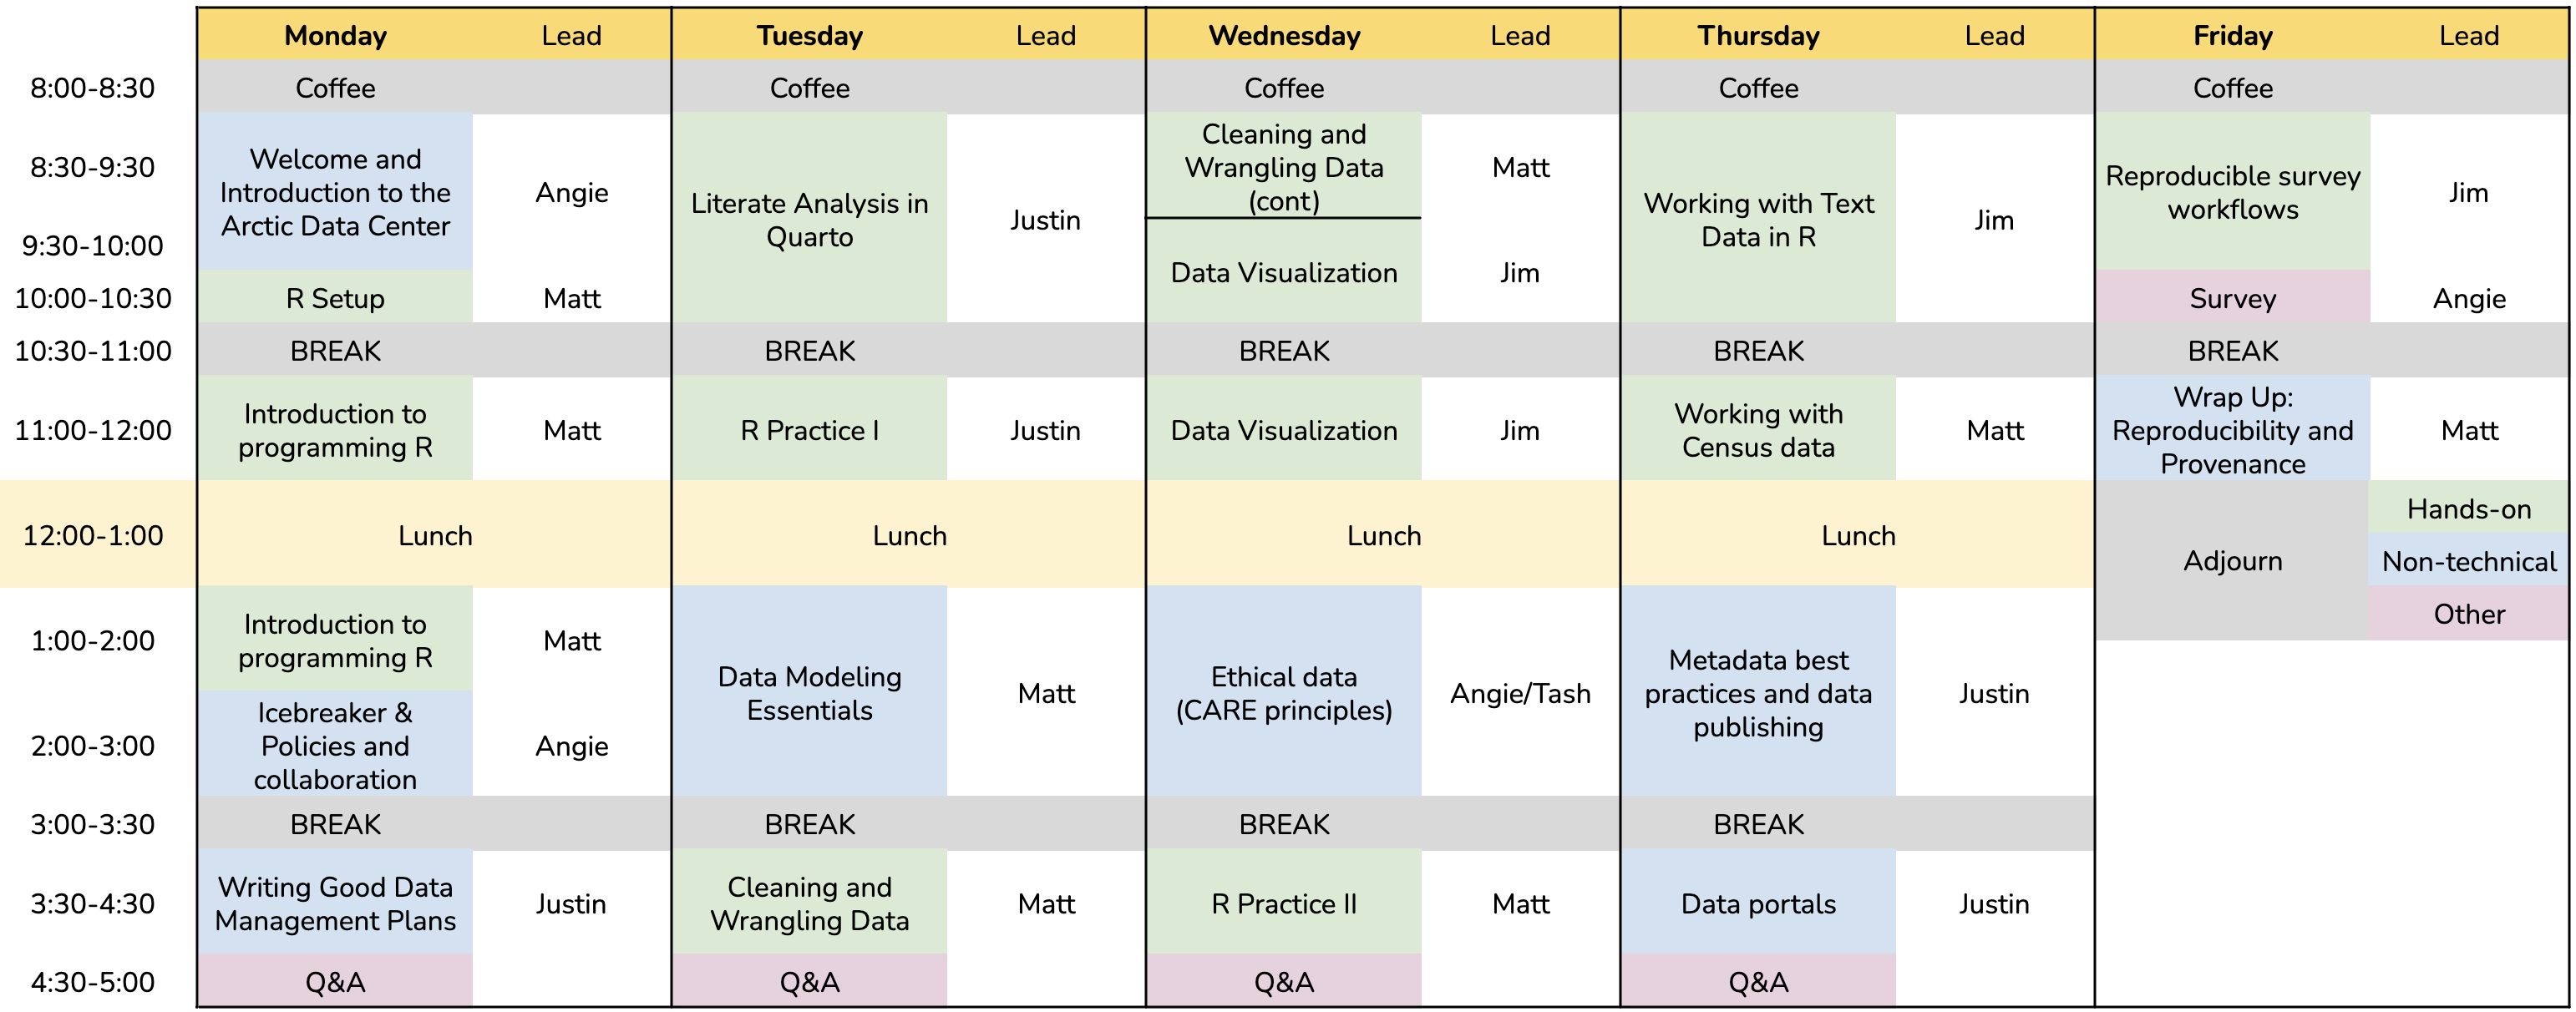 Monday Lead Tuesday Lead Wednesday Lead Thursday Lead Friday Lead
8:00-8:30 Coffee Coffee Coffee Coffee Coffee
8:30-9:30
9:30-10:00
Welcome and
Introduction to the
Arctic Data Center
Angie
Literate Analysis in
Quarto
Justin
Cleaning and
Wrangling Data
(cont)
Matt
Data Visualization
Jim
Working with Text
Data in R
Jim
Reproducible survey
workflows
Jim
10:00-10:30 R Setup Matt Survey Angie
10:30-11:00 BREAK BREAK BREAK BREAK BREAK
11:00-12:00
Introduction to
programming R
Matt
R Practice I
Justin
Data Visualization
Jim
Working with
Census data
Matt
Wrap Up:
Reproducibility and
Provenance
Matt
12:00-1:00 Lunch Lunch Lunch Lunch Adjourn
Hands-on
Non-technical
Other
1:00-2:00
Introduction to
programming R
Matt
2:00-3:00
Icebreaker &
Policies and
collaboration
Angie
Data Modeling
Essentials
Matt
Ethical data
(CARE principles)
Angie/Tash
Metadata best
practices and data
publishing
Justin
3:00-3:30 BREAK BREAK BREAK BREAK
3:30-4:30
Writing Good Data
Management Plans
Justin
Cleaning and
Wrangling Data
Matt
R Practice II
Matt
Data portals
Justin
4:30-5:00 Q&A Q&A Q&A Q&A